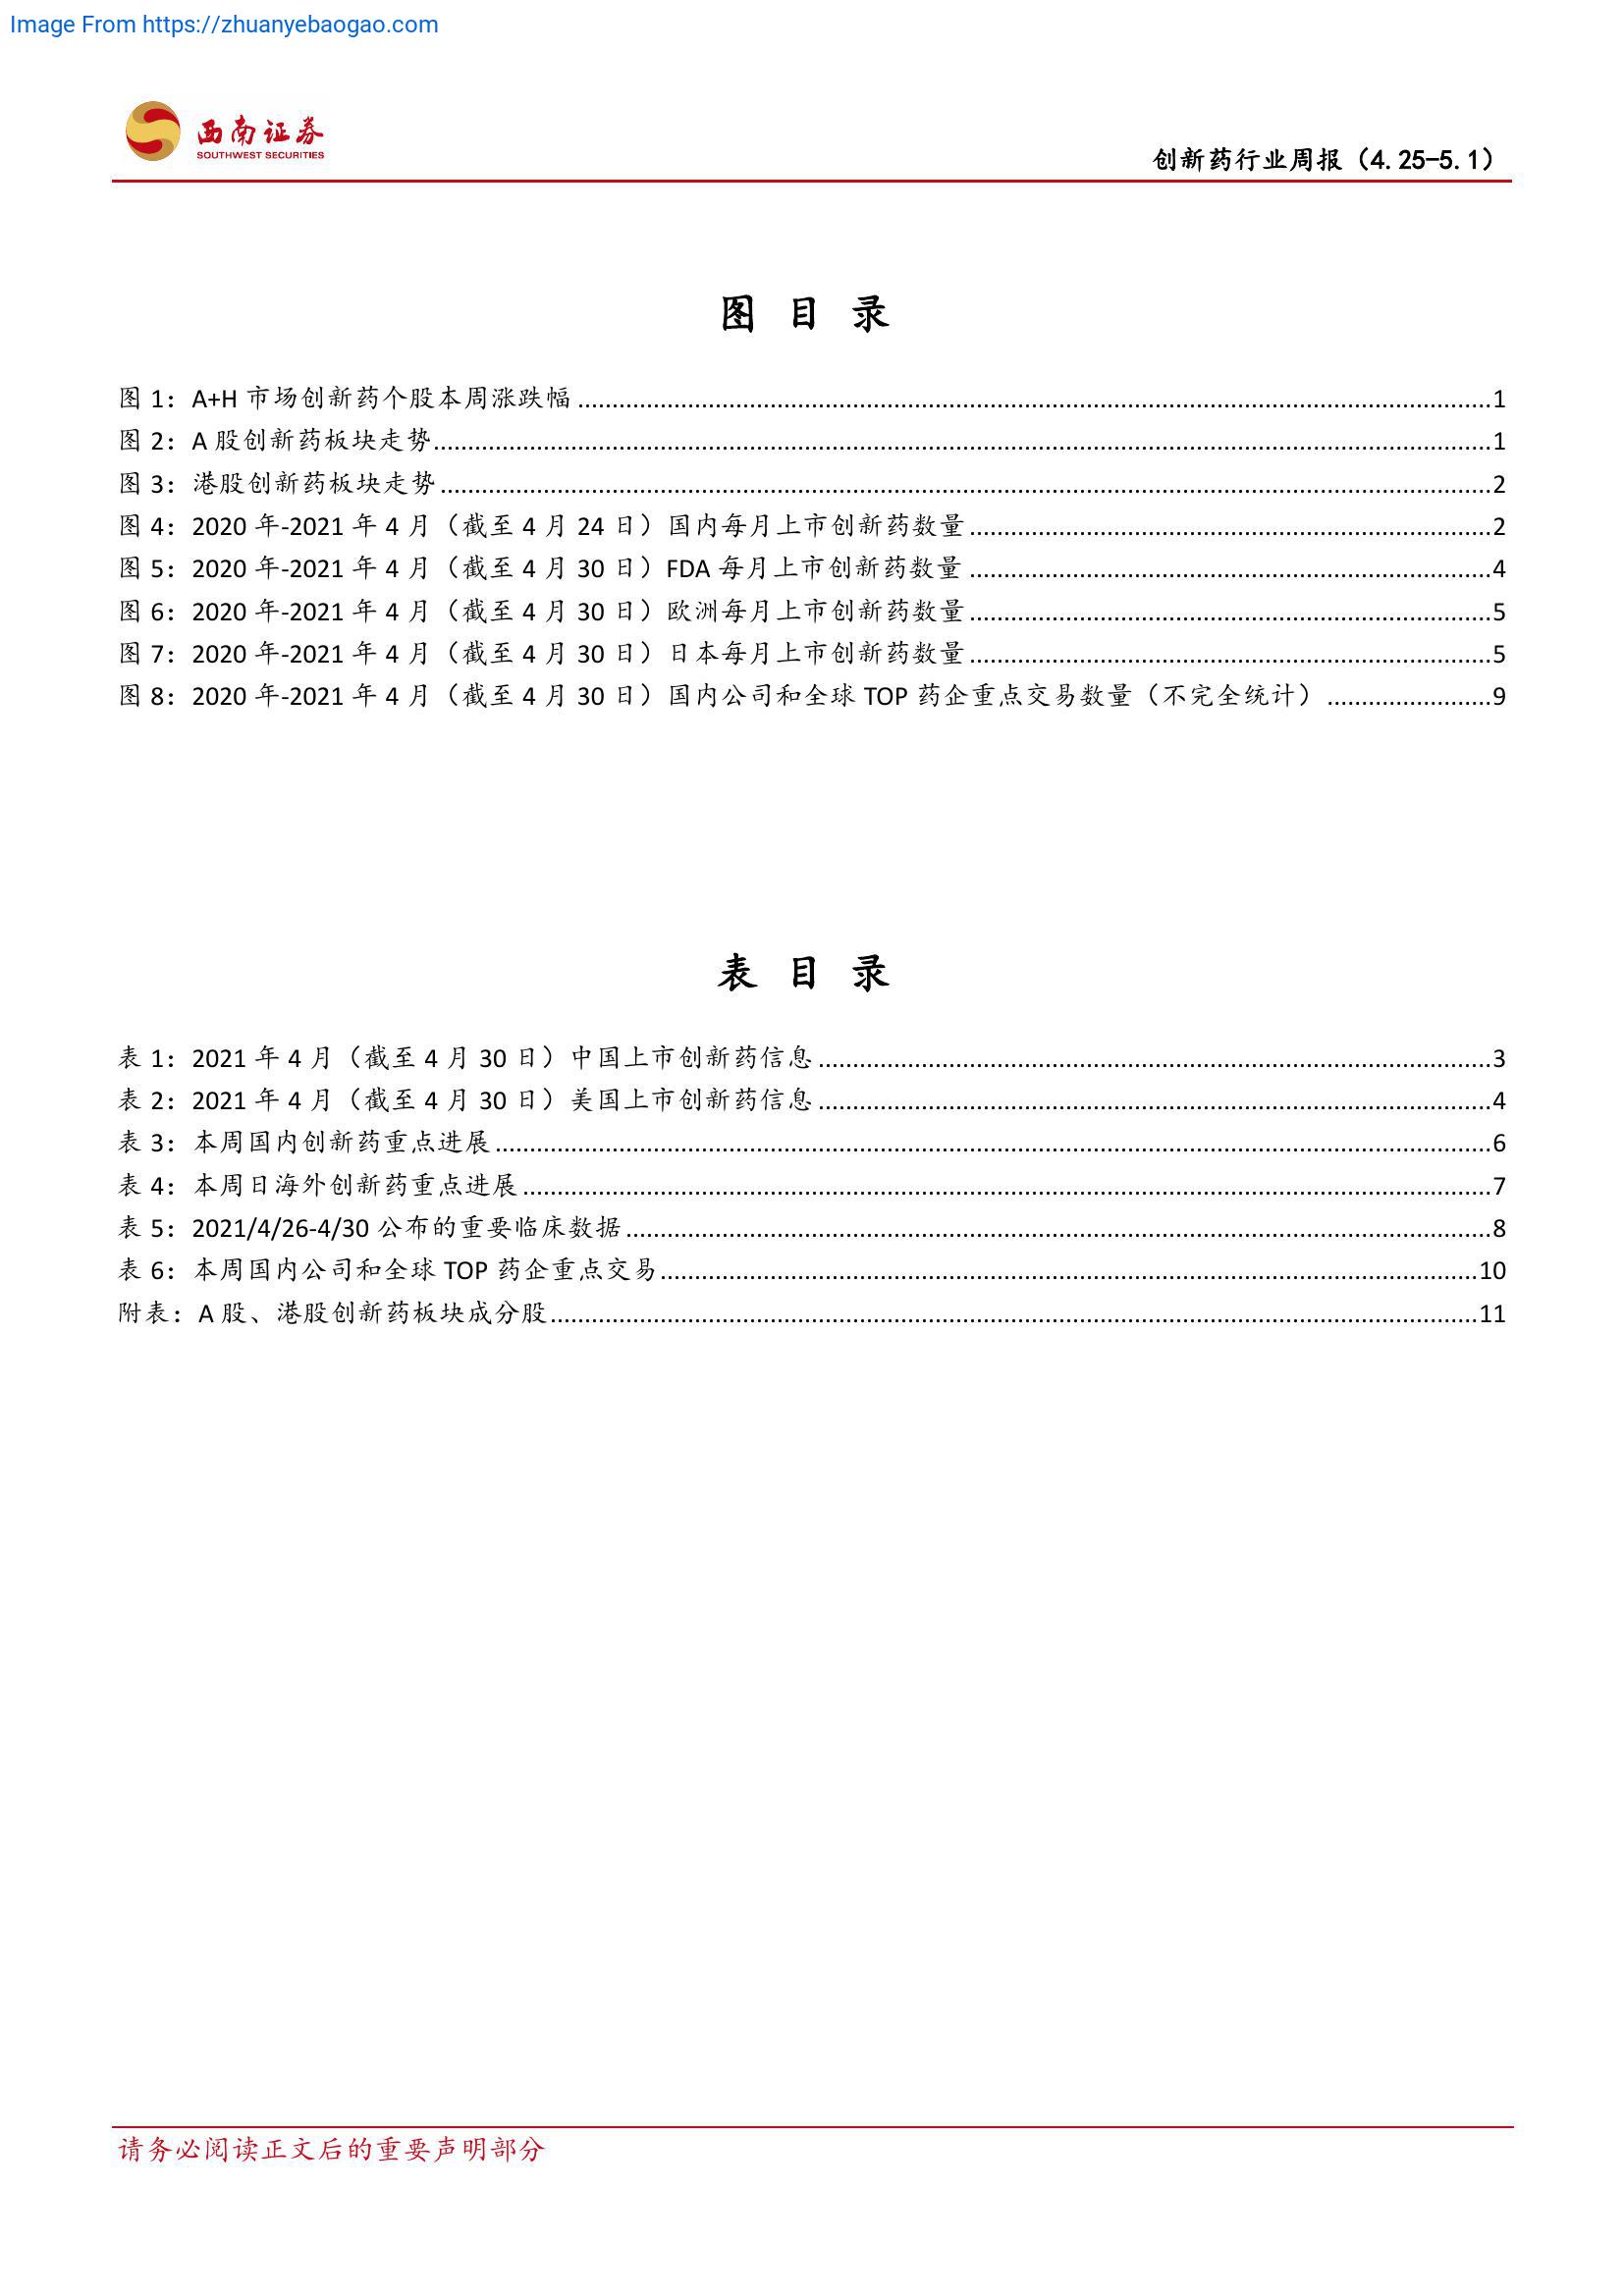 Image From https://zhuanyebaogao.com
西南证券
SOUTHWEST SECURITIES
创新药行业周报（4.25-5.1）
图 目 录
图 1：A+H 市场创新药个股本周涨跌幅 ........ 1
图 2：A 股创新药板块走势 ........ 1
图 3：港股创新药板块走势 ........ 2
图 4：2020 年-2021 年 4 月（截至 4 月 24 日）国内每月上市创新药数量 ........ 2
图 5：2020 年-2021 年 4 月（截至 4 月 30 日）FDA 每月上市创新药数量 ........ 4
图 6：2020 年-2021 年 4 月（截至 4 月 30 日）欧洲每月上市创新药数量 ........ 5
图 7：2020 年-2021 年 4 月（截至 4 月 30 日）日本每月上市创新药数量 ........ 5
图 8：2020 年-2021 年 4 月（截至 4 月 30 日）国内公司和全球 TOP 药企重点交易数量（不完全统计） ........ 9
表 目 录
表 1：2021 年 4 月（截至 4 月 30 日）中国上市创新药信息 ........ 3
表 2：2021 年 4 月（截至 4 月 30 日）美国上市创新药信息 ........ 4
表 3：本周国内创新药重点进展 ........ 6
表 4：本周日海外创新药重点进展 ........ 7
表 5：2021/4/26-4/30 公布的重要临床数据 ........ 8
表 6：本周国内公司和全球 TOP 药企重点交易 ........ 10
附表：A 股、港股创新药板块成分股 ........ 11
请务必阅读正文后的重要声明部分